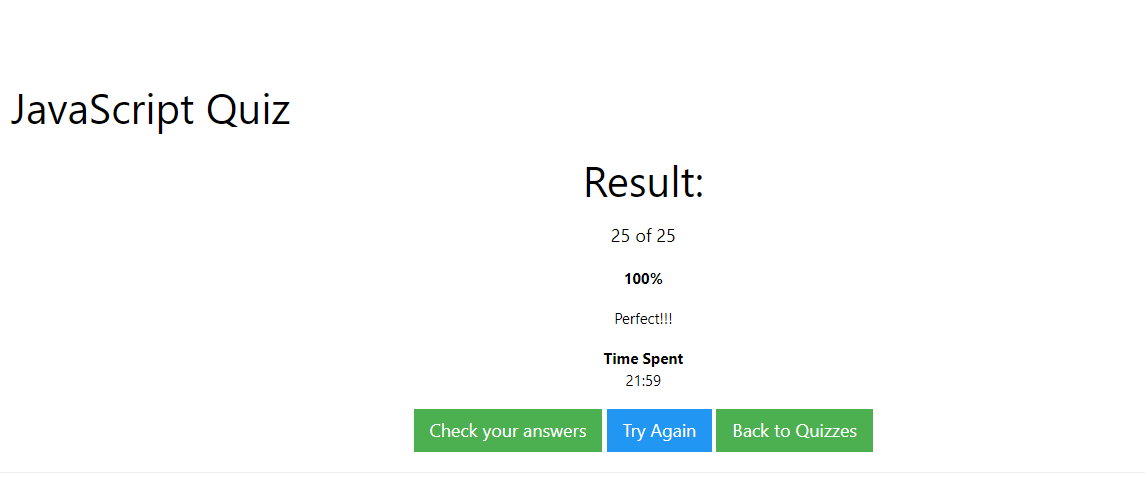 JavaScript Quiz
Result:
25 of 25
100%
Perfect!!!
Time Spent
21:59
Check your answers Try Again Back to Quizzes